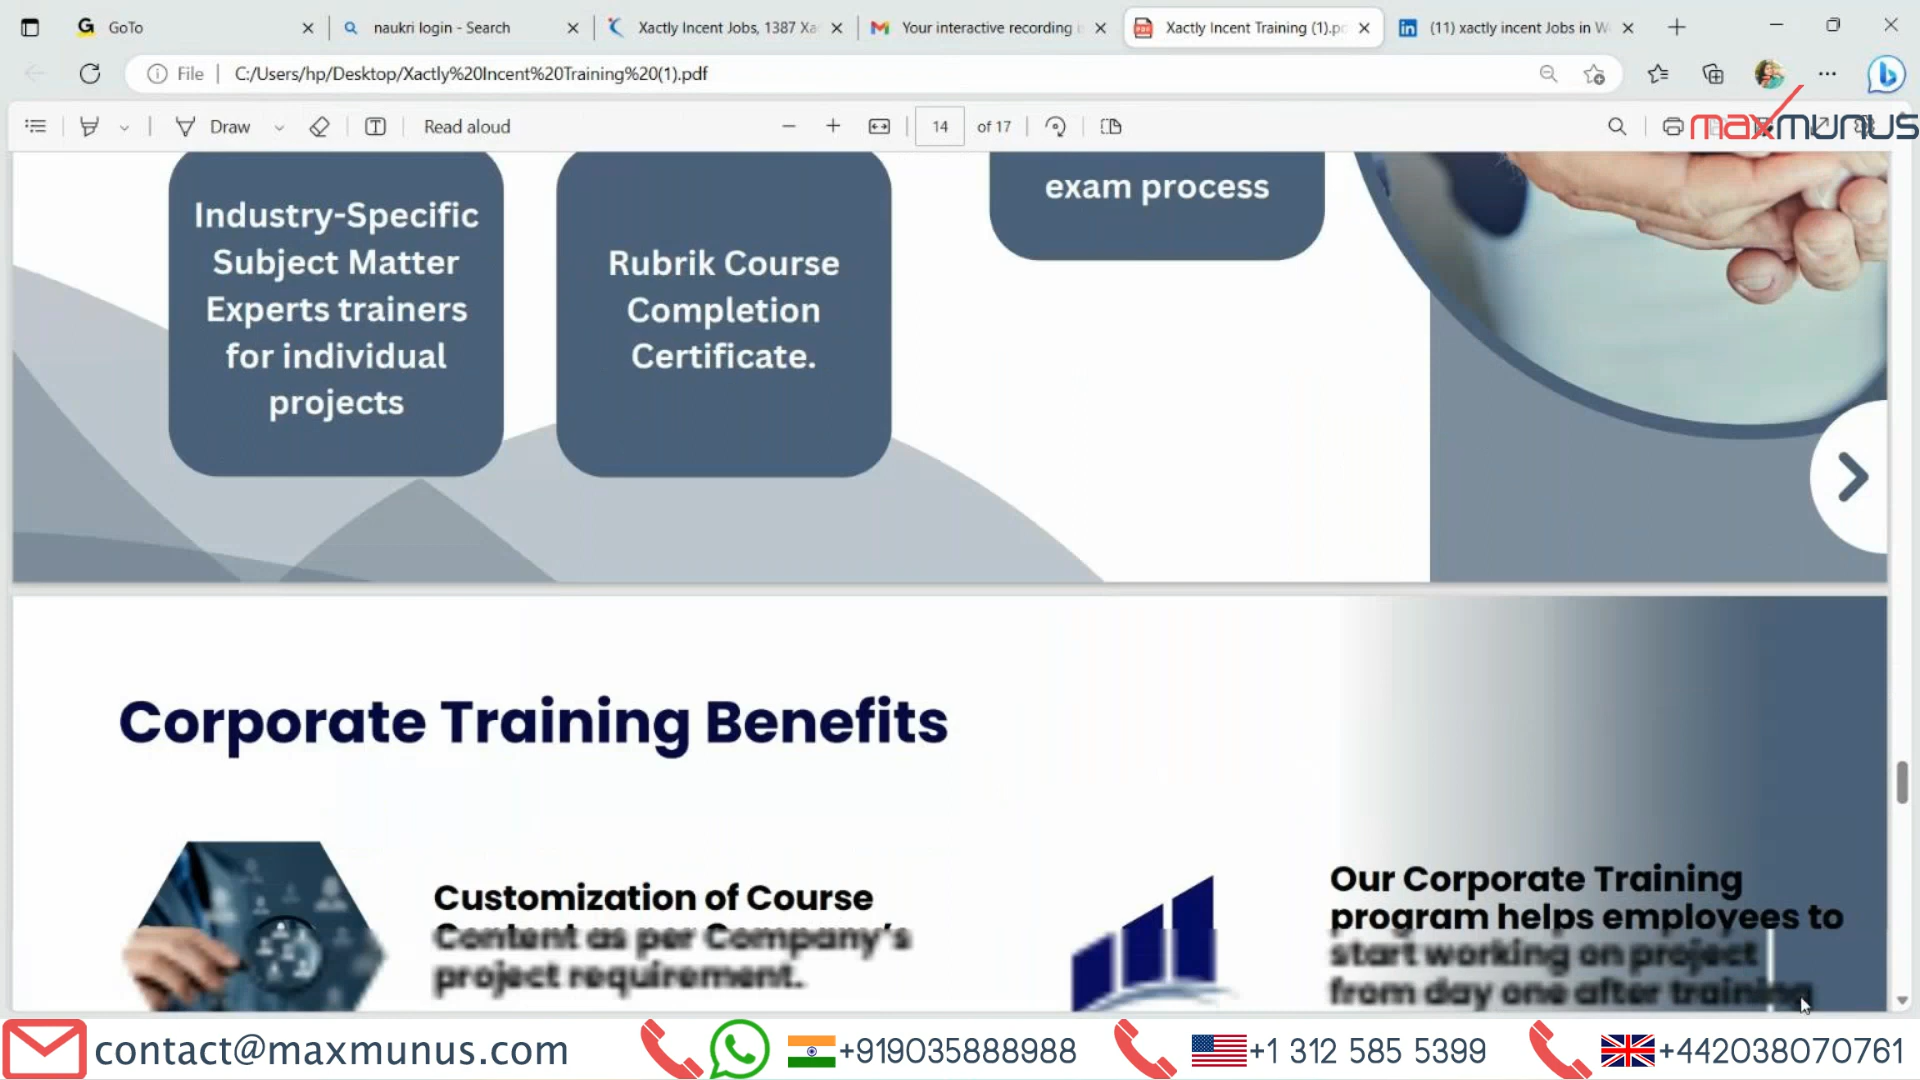 GoTo
naukri login - Search
Xactly Incent Jobs, 1387 Xa
Your interactive recording i
Xactly Incent Training (1).p
(11) xactly incent Jobs in W
File
C:/Users/hp/Desktop/Xactly%20Incent%20Training%20(1).pdf
Draw
Read aloud
14
of 17
maxmunus
exam process
Industry-Specific
Subject Matter
Experts trainers
for individual
projects
Rubrik Course
Completion
Certificate.
Corporate Training Benefits
Customization of Course
Content as per Company's
project requirement.
Our Corporate Training
program helps employees to
start working on project
from day one after training
contact@maxmunus.com
+919035888988
+1 312 585 5399
+442038070761